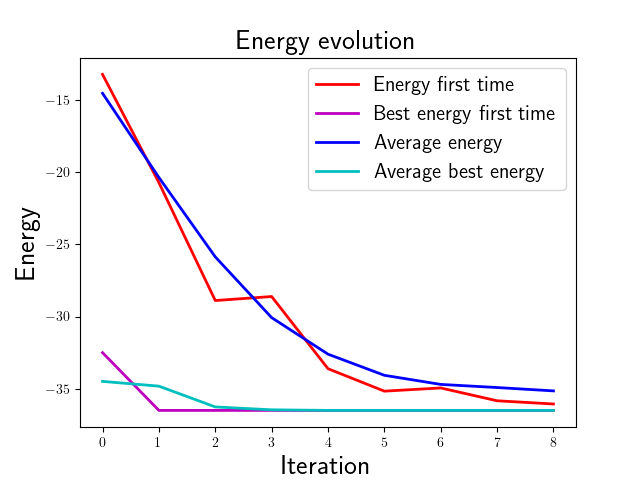 Energy evolution
Energy first time
Best energy first time
Average energy
Average best energy
Energy
−15
−20
−25
−30
−35
0 1 2 3 4 5 6 7 8
Iteration